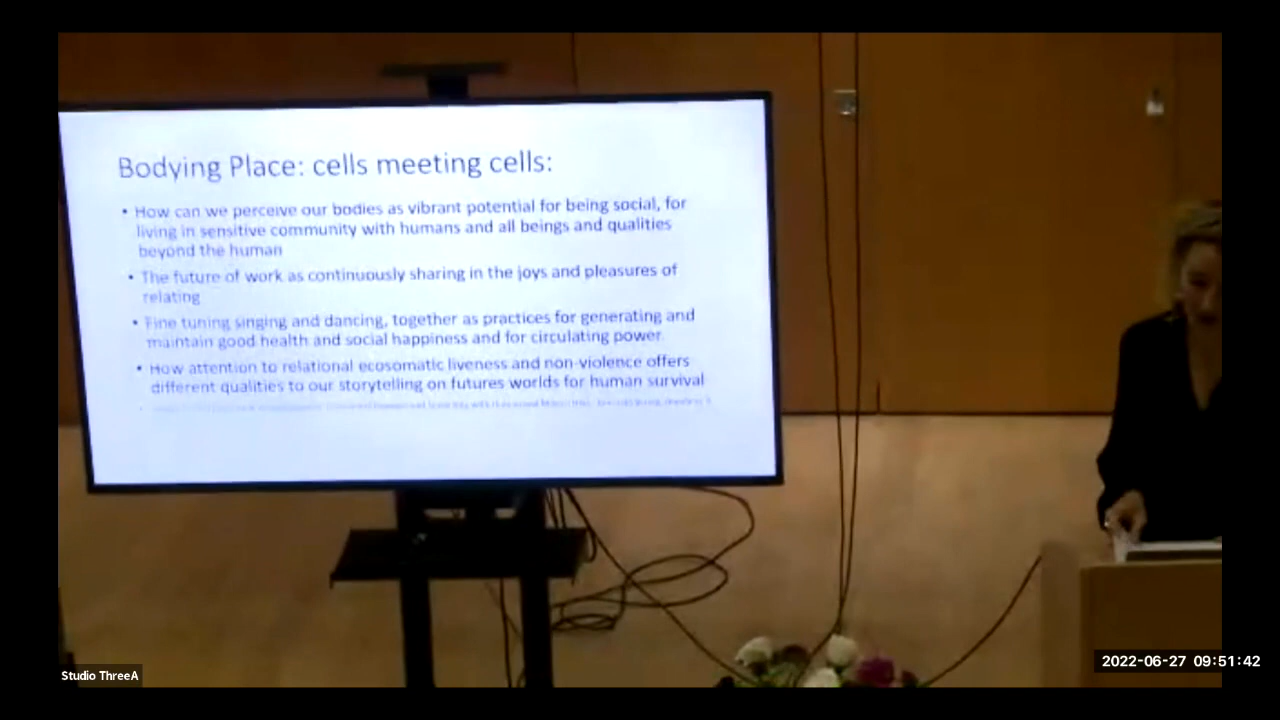 Bodying Place: cells meeting cells:
• How can we perceive our bodies as vibrant potential for being social, for
living in sensitive community with humans and all beings and qualities
beyond the human
• The future of work as continuously sharing in the joys and pleasures of
relating
• Fine tuning singing and dancing, together as practices for generating and
maintain good health and social happiness and for circulating power
• How attention to relational ecosomatic liveness and non-violence offers
different qualities to our storytelling on futures worlds for human survival
Studio ThreeA
2022-06-27 09:51:42